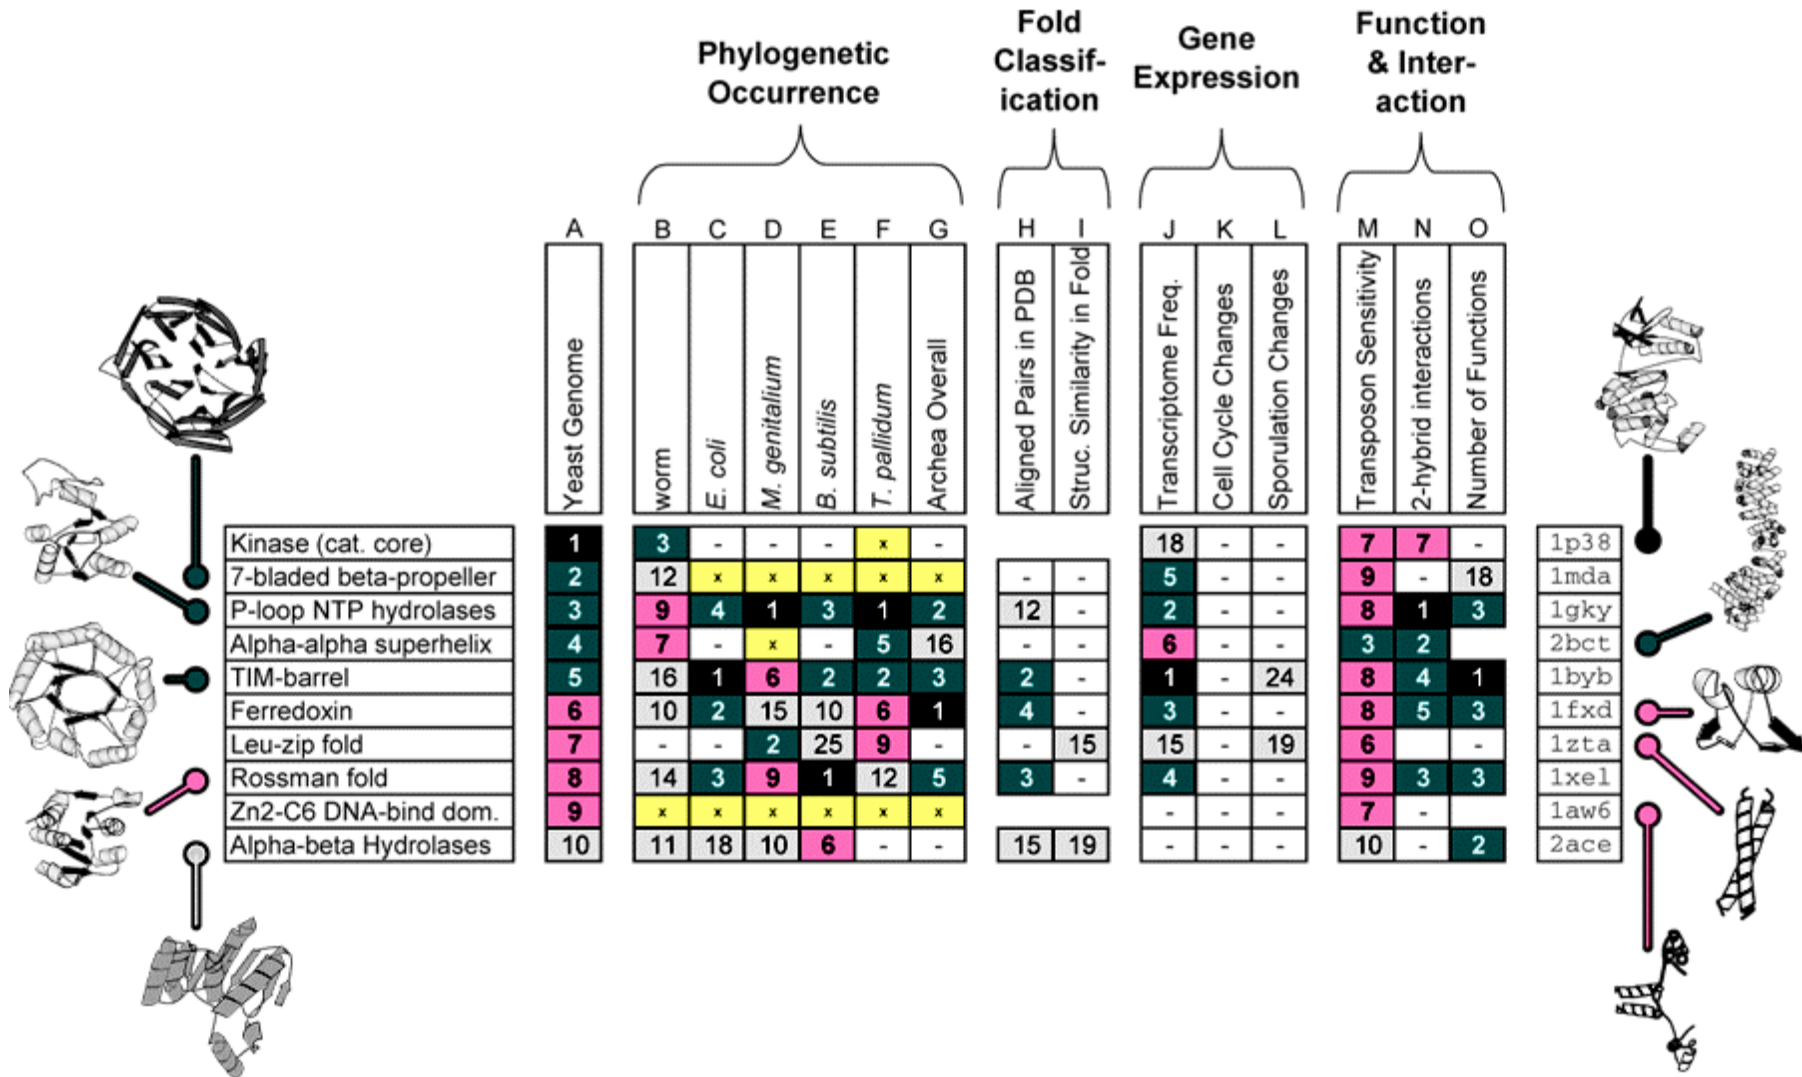 Phylogenetic
Occurrence
Fold
Classif-
ication
Gene
Expression
Function
& Inter-
action
A B C D E F G H I J K L M N O
Yeast Genome
worm
E. coli
M. genitalium
B. subtilis
T. pallidum
Archea Overall
Aligned Pairs in PDB
Struc. Similarity in Fold
Transcriptome Freq.
Cell Cycle Changes
Sporulation Changes
Transposon Sensitivity
2-hybrid interactions
Number of Functions
Kinase (cat. core) 1 3 - - - x - 18 - - 7 7 - 1p38
7-bladed beta-propeller 2 12 x x x x x - - 5 - - 9 - 18 1mda
P-loop NTP hydrolases 3 9 4 1 3 1 2 12 - 2 - - 8 1 3 1gky
Alpha-alpha superhelix 4 7 - x - 5 16 - - 6 - - 3 2 2bct
TIM-barrel 5 16 1 6 2 2 3 2 - 1 - 24 8 4 1 1byb
Ferredoxin 6 10 2 15 10 6 1 4 - 3 - - 8 5 3 1fxd
Leu-zip fold 7 - - 2 25 9 - - 15 15 - 19 6 - - 1zta
Rossman fold 8 14 3 9 1 12 5 3 - 4 - - 9 3 3 1xel
Zn2-C6 DNA-bind dom. 9 x x x x x x - - - 7 - 1aw6
Alpha-beta Hydrolases 10 11 18 10 6 - - 15 19 - - - 10 - 2 2ace